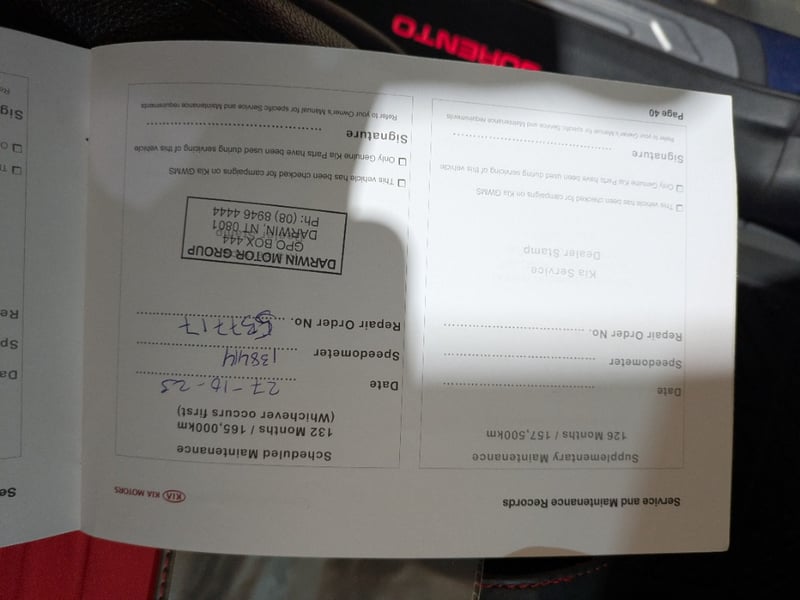 SORENTO
Service and Maintenance Records
KIA KIA MOTORS
Supplementary Maintenance
126 Months / 157,500km
Date
Speedometer
Repair Order No.
Kia Service
Dealer Stamp
This vehicle has been checked for campaigns on Kia GWMS
Only Genuine Kia Parts have been used during servicing of this vehicle
Signature
Refer to your Owner's Manual for specific Service and Maintenance requirements
Page 40
Scheduled Maintenance
132 Months / 165,000km
(Whichever occurs first)
Date 27-10-25
Speedometer 138414
Repair Order No.
DARWIN MOTOR GROUP
GPO BOX 444
DARWIN, NT, 0801
Ph: (08) 8946 4444
This vehicle has been checked for campaigns on Kia GWMS
Only Genuine Kia Parts have been used during servicing of this vehicle
Signature
Refer to your Owner's Manual for specific Service and Maintenance requirements